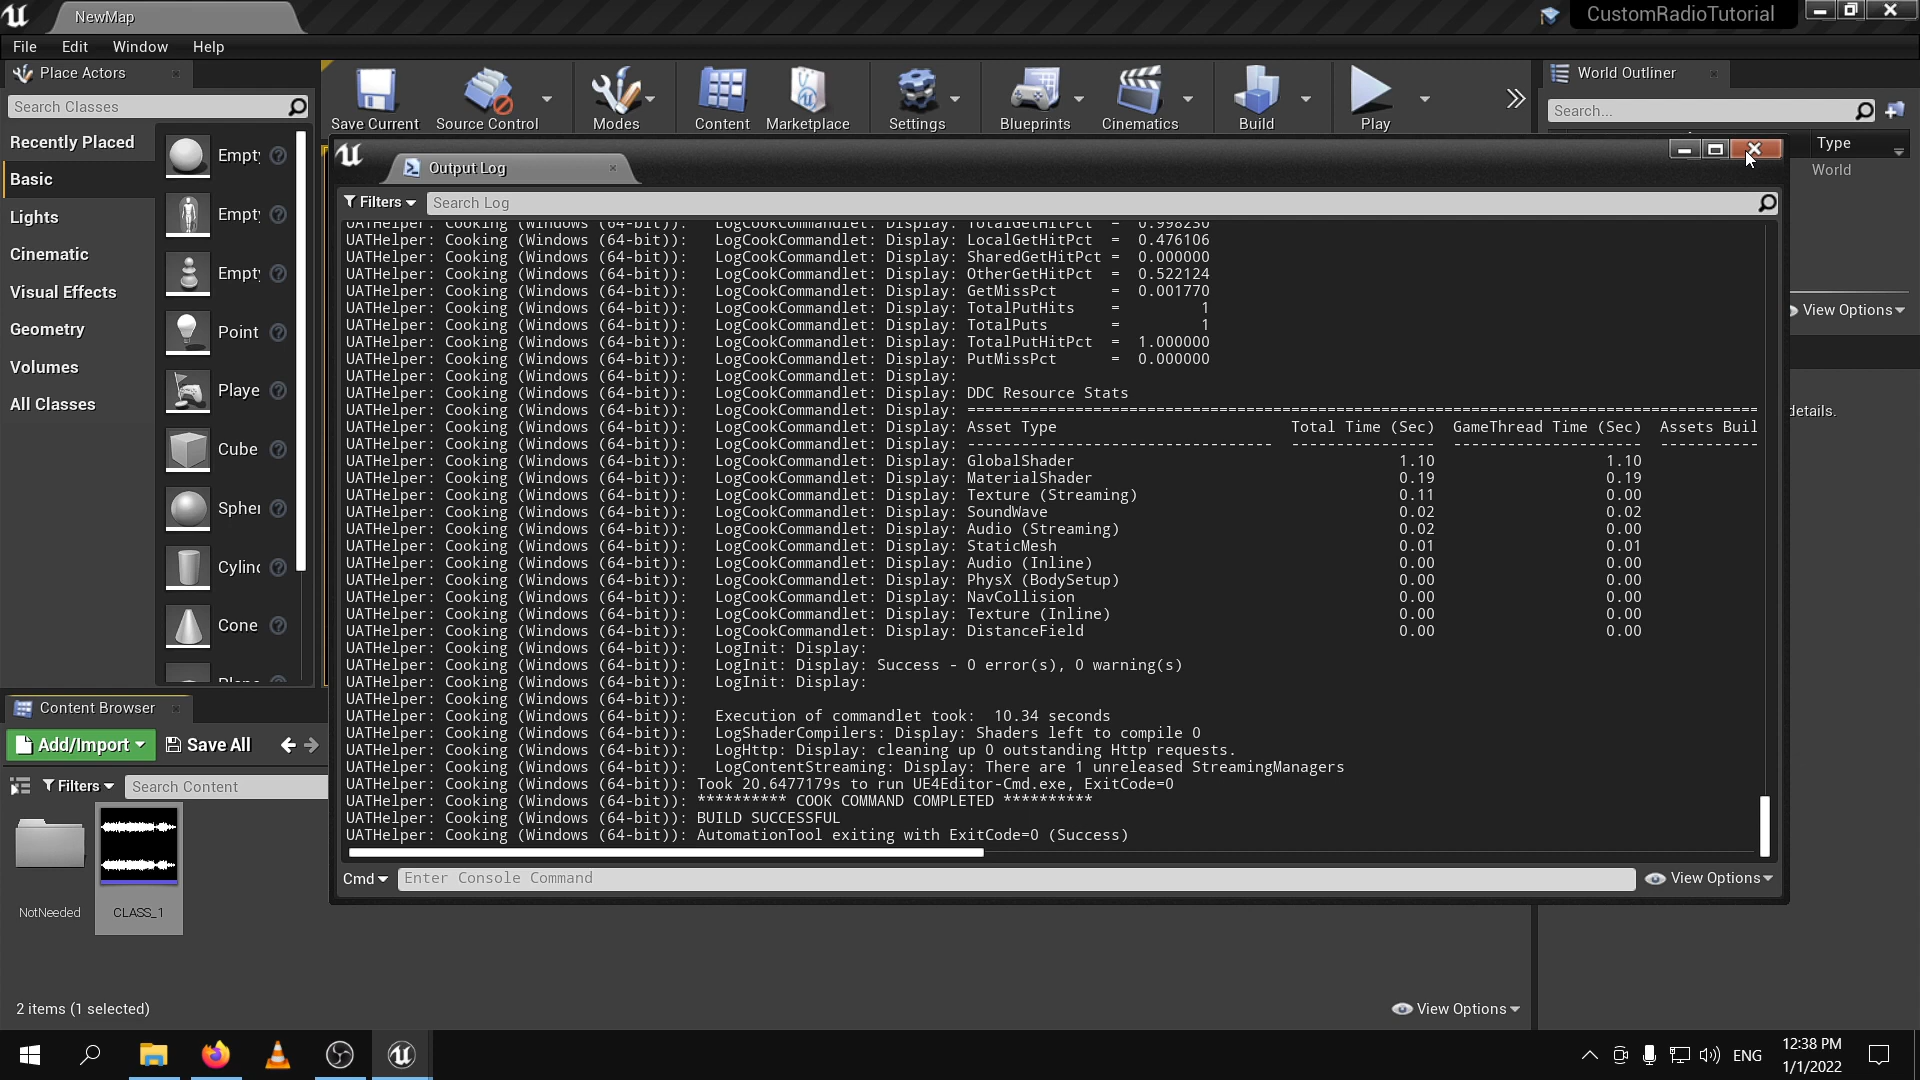 NewMap
CustomRadioTutorial
File Edit Window Help
Place Actors
Search Classes
Recently Placed
Basic
Lights
Cinematic
Visual Effects
Geometry
Volumes
All Classes
Empty
Empty
Empty
Point
Playe
Cube
Spher
Cylinc
Cone
Save Current
Source Control
Modes
Content
Marketplace
Settings
Blueprints
Cinematics
Build
Play
World Outliner
Search...
Type
World
View Options
details.
Output Log
Filters
Search Log
UATHelper: Cooking (Windows (64-bit)): LogCookCommandlet: Display: TotalGetHitPct = 0.998230
UATHelper: Cooking (Windows (64-bit)): LogCookCommandlet: Display: LocalGetHitPct = 0.476106
UATHelper: Cooking (Windows (64-bit)): LogCookCommandlet: Display: SharedGetHitPct = 0.000000
UATHelper: Cooking (Windows (64-bit)): LogCookCommandlet: Display: OtherGetHitPct = 0.522124
UATHelper: Cooking (Windows (64-bit)): LogCookCommandlet: Display: GetMissPct = 0.001770
UATHelper: Cooking (Windows (64-bit)): LogCookCommandlet: Display: TotalPutHits = 1
UATHelper: Cooking (Windows (64-bit)): LogCookCommandlet: Display: TotalPuts = 1
UATHelper: Cooking (Windows (64-bit)): LogCookCommandlet: Display: TotalPutHitPct = 1.000000
UATHelper: Cooking (Windows (64-bit)): LogCookCommandlet: Display: PutMissPct = 0.000000
UATHelper: Cooking (Windows (64-bit)): LogCookCommandlet: Display:
UATHelper: Cooking (Windows (64-bit)): LogCookCommandlet: Display: DDC Resource Stats
UATHelper: Cooking (Windows (64-bit)): LogCookCommandlet: Display: =======================================================================================
UATHelper: Cooking (Windows (64-bit)): LogCookCommandlet: Display: Asset Type Total Time (Sec) GameThread Time (Sec) Assets Buil
UATHelper: Cooking (Windows (64-bit)): LogCookCommandlet: Display: ---------------------------------- ---------------- --------------------- -----------
UATHelper: Cooking (Windows (64-bit)): LogCookCommandlet: Display: GlobalShader 1.10 1.10
UATHelper: Cooking (Windows (64-bit)): LogCookCommandlet: Display: MaterialShader 0.19 0.19
UATHelper: Cooking (Windows (64-bit)): LogCookCommandlet: Display: Texture (Streaming) 0.11 0.00
UATHelper: Cooking (Windows (64-bit)): LogCookCommandlet: Display: SoundWave 0.02 0.02
UATHelper: Cooking (Windows (64-bit)): LogCookCommandlet: Display: Audio (Streaming) 0.02 0.00
UATHelper: Cooking (Windows (64-bit)): LogCookCommandlet: Display: StaticMesh 0.01 0.01
UATHelper: Cooking (Windows (64-bit)): LogCookCommandlet: Display: Audio (Inline) 0.00 0.00
UATHelper: Cooking (Windows (64-bit)): LogCookCommandlet: Display: PhysX (BodySetup) 0.00 0.00
UATHelper: Cooking (Windows (64-bit)): LogCookCommandlet: Display: NavCollision 0.00 0.00
UATHelper: Cooking (Windows (64-bit)): LogCookCommandlet: Display: Texture (Inline) 0.00 0.00
UATHelper: Cooking (Windows (64-bit)): LogCookCommandlet: Display: DistanceField 0.00 0.00
UATHelper: Cooking (Windows (64-bit)): LogInit: Display:
UATHelper: Cooking (Windows (64-bit)): LogInit: Display: Success - 0 error(s), 0 warning(s)
UATHelper: Cooking (Windows (64-bit)): LogInit: Display:
UATHelper: Cooking (Windows (64-bit)):
UATHelper: Cooking (Windows (64-bit)): Execution of commandlet took: 10.34 seconds
UATHelper: Cooking (Windows (64-bit)): LogShaderCompilers: Display: Shaders left to compile 0
UATHelper: Cooking (Windows (64-bit)): LogHttp: Display: cleaning up 0 outstanding Http requests.
UATHelper: Cooking (Windows (64-bit)): LogContentStreaming: Display: There are 1 unreleased StreamingManagers
UATHelper: Cooking (Windows (64-bit)): Took 20.6477179s to run UE4Editor-Cmd.exe, ExitCode=0
UATHelper: Cooking (Windows (64-bit)): ********** COOK COMMAND COMPLETED **********
UATHelper: Cooking (Windows (64-bit)): BUILD SUCCESSFUL
UATHelper: Cooking (Windows (64-bit)): AutomationTool exiting with ExitCode=0 (Success)
Cmd
Enter Console Command
View Options
Content Browser
Add/Import
Save All
Filters
Search Content
NotNeeded
CLASS_1
2 items (1 selected)
View Options
ENG
12:38 PM
1/1/2022